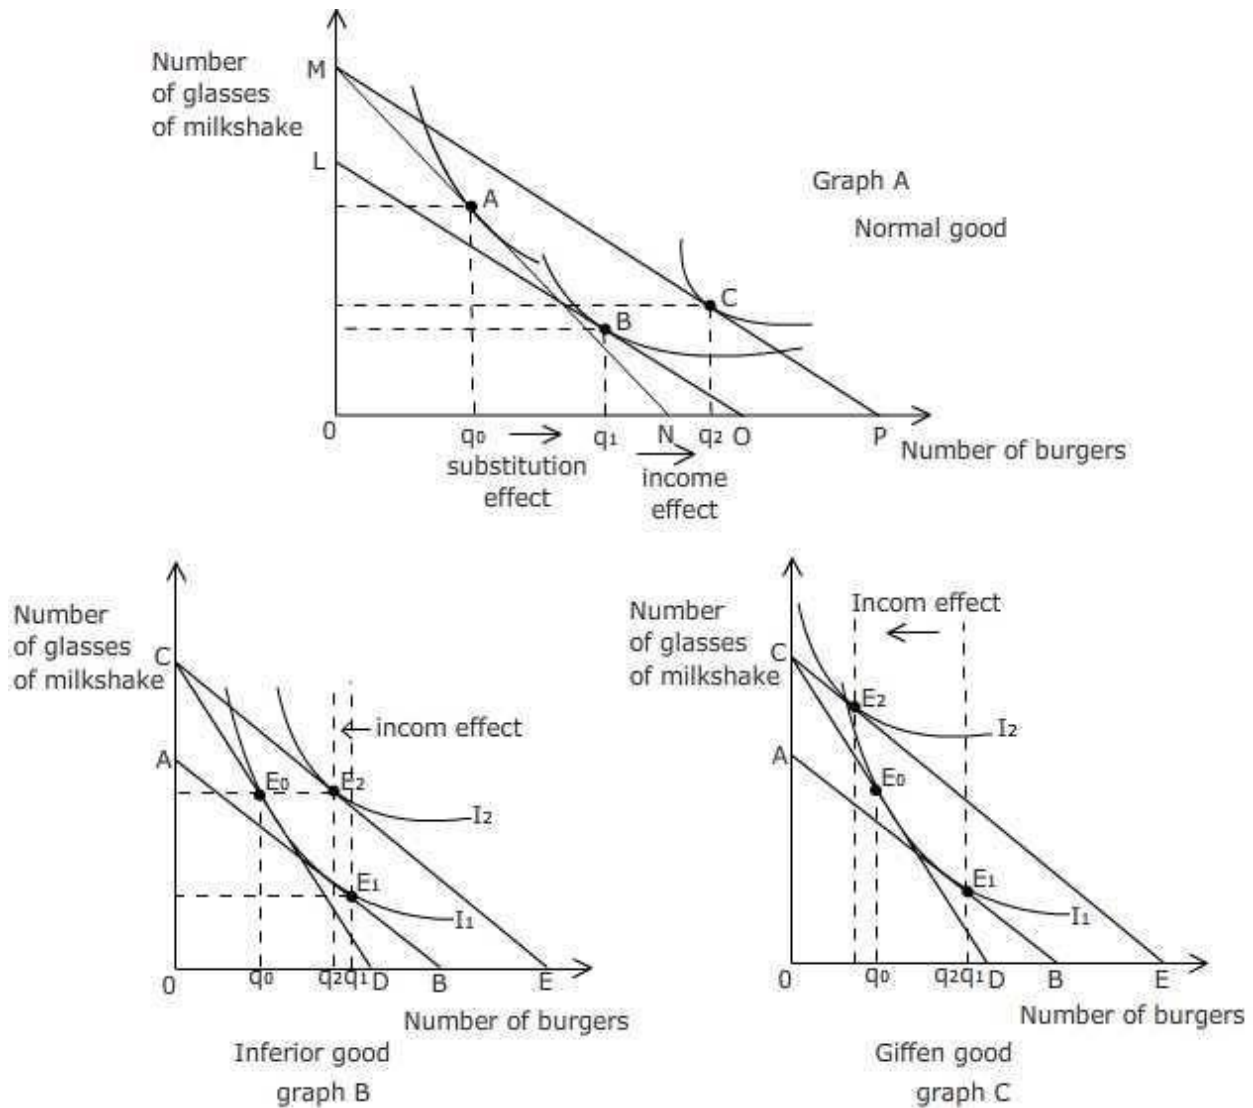 Number
of glasses
of milkshake
M
L
A
B
C
Graph A
Normal good
0
q₀
q₁
N
q₂
O
P
Number of burgers
substitution
effect
income
effect
Number
of glasses
of milkshake
C
A
incom effect
E₀
E₂
I₂
E₁
I₁
0
q₀
q₂q₁D
B
E
Number of burgers
Inferior good
graph B
Number
of glasses
of milkshake
Incom effect
C
E₂
I₂
A
E₀
E₁
I₁
0
q₀
q₂q₁D
B
E
Number of burgers
Giffen good
graph C